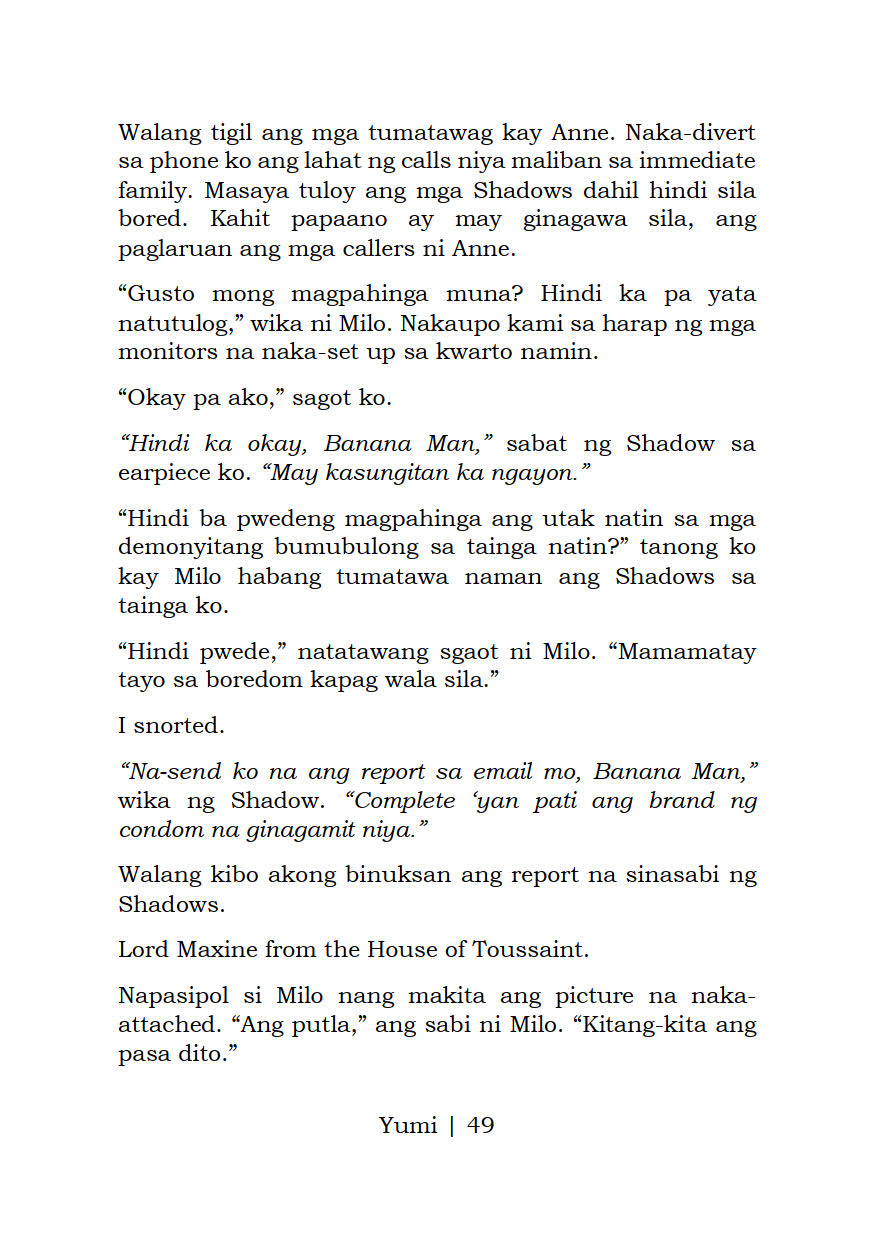 Walang tigil ang mga tumatawag kay Anne. Naka-divert
sa phone ko ang lahat ng calls niya maliban sa immediate
family. Masaya tuloy ang mga Shadows dahil hindi sila
bored. Kahit papaano ay may ginagawa sila, ang
paglaruan ang mga callers ni Anne.
“Gusto mong magpahinga muna? Hindi ka pa yata
natutulog,” wika ni Milo. Nakaupo kami sa harap ng mga
monitors na naka-set up sa kwarto namin.
“Okay pa ako,” sagot ko.
“Hindi ka okay, Banana Man,” sabat ng Shadow sa
earpiece ko. “May kasungitan ka ngayon.”
“Hindi ba pwedeng magpahinga ang utak natin sa mga
demonyitang bumubulong sa tainga natin?” tanong ko
kay Milo habang tumatawa naman ang Shadows sa
tainga ko.
“Hindi pwede,” natatawang sgaot ni Milo. “Mamamatay
tayo sa boredom kapag wala sila.”
I snorted.
“Na-send ko na ang report sa email mo, Banana Man,”
wika ng Shadow. “Complete ‘yan pati ang brand ng
condom na ginagamit niya.”
Walang kibo akong binuksan ang report na sinasabi ng
Shadows.
Lord Maxine from the House of Toussaint.
Napasipol si Milo nang makita ang picture na naka-
attached. “Ang putla,” ang sabi ni Milo. “Kitang-kita ang
pasa dito.”
Yumi | 49